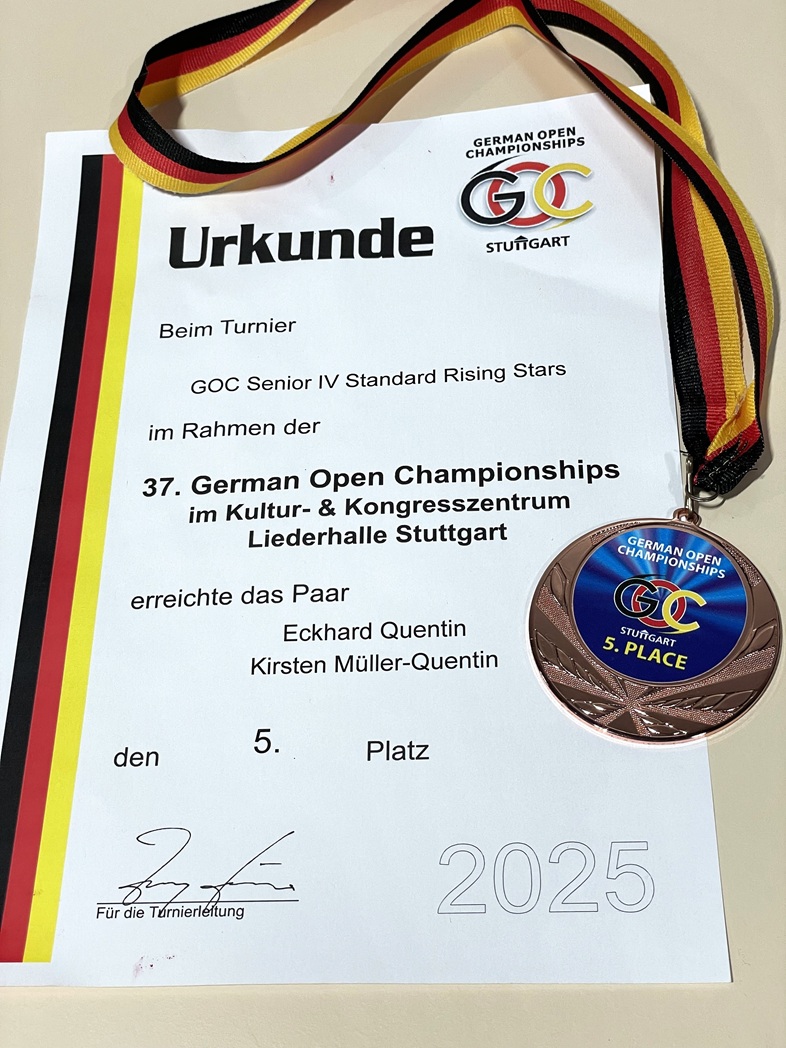 GERMAN OPEN
CHAMPIONSHIPS
GOC
STUTTGART
Urkunde
Beim Turnier
GOC Senior IV Standard Rising Stars
im Rahmen der
37. German Open Championships
im Kultur- & Kongresszentrum
Liederhalle Stuttgart
erreichte das Paar
Eckhard Quentin
Kirsten Müller-Quentin
den 5. Platz
Für die Turnierleitung
2025
GERMAN OPEN
CHAMPIONSHIPS
GOC
STUTTGART
5. PLACE